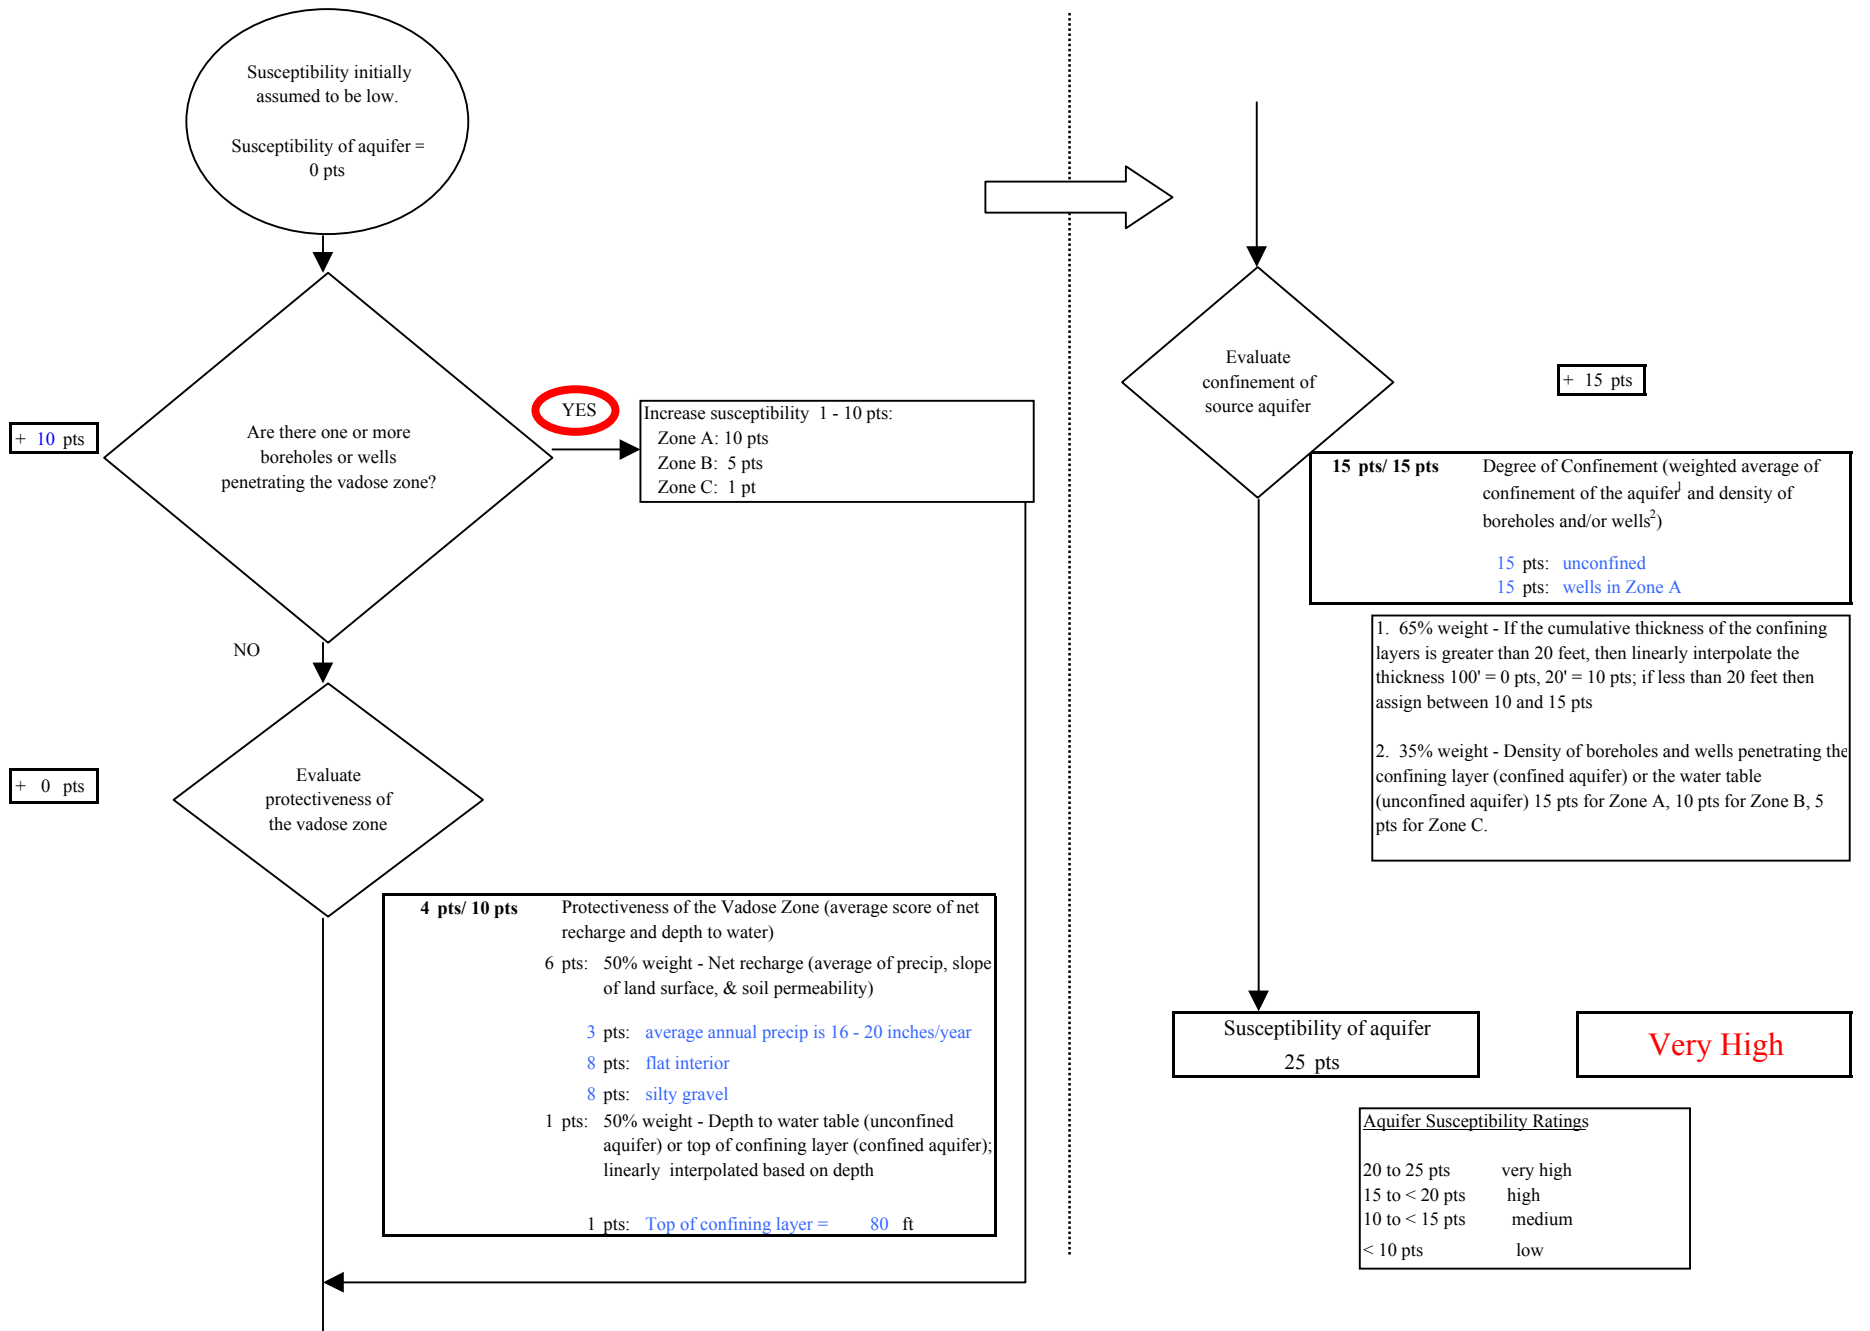 Susceptibility initially
assumed to be low.
Susceptibility of aquifer =
0 pts
+ 10 pts
Are there one or more
boreholes or wells
penetrating the vadose zone?
YES
Increase susceptibility 1 - 10 pts:
Zone A: 10 pts
Zone B: 5 pts
Zone C: 1 pt
NO
+ 0 pts
Evaluate
protectiveness of
the vadose zone
4 pts/ 10 pts Protectiveness of the Vadose Zone (average score of net
recharge and depth to water)
6 pts: 50% weight - Net recharge (average of precip, slope
of land surface, & soil permeability)
3 pts: average annual precip is 16 - 20 inches/year
8 pts: flat interior
8 pts: silty gravel
1 pts: 50% weight - Depth to water table (unconfined
aquifer) or top of confining layer (confined aquifer);
linearly interpolated based on depth
1 pts: Top of confining layer = 80 ft
Evaluate
confinement of
source aquifer
+ 15 pts
15 pts/ 15 pts Degree of Confinement (weighted average of
confinement of the aquifer1 and density of
boreholes and/or wells2)
15 pts: unconfined
15 pts: wells in Zone A
1. 65% weight - If the cumulative thickness of the confining
layers is greater than 20 feet, then linearly interpolate the
thickness 100' = 0 pts, 20' = 10 pts; if less than 20 feet then
assign between 10 and 15 pts
2. 35% weight - Density of boreholes and wells penetrating the
confining layer (confined aquifer) or the water table
(unconfined aquifer) 15 pts for Zone A, 10 pts for Zone B, 5
pts for Zone C.
Susceptibility of aquifer
25 pts
Very High
Aquifer Susceptibility Ratings
20 to 25 pts very high
15 to < 20 pts high
10 to < 15 pts medium
< 10 pts low